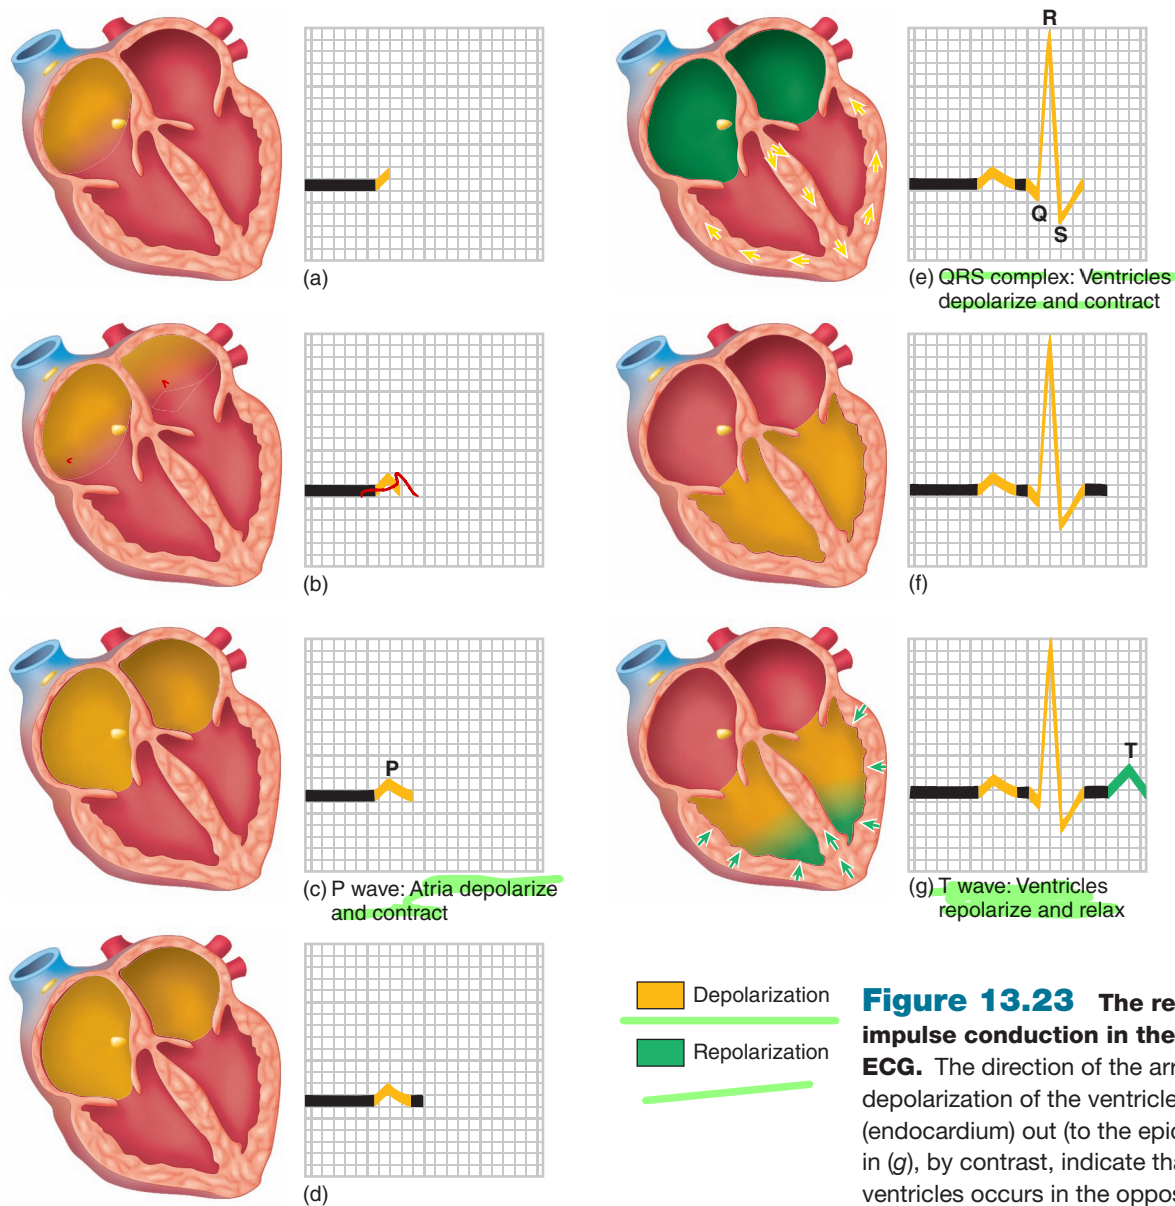 (a)
(b)
P
(c) P wave: Atria depolarize
and contract
(d)
R
Q
S
(e) QRS complex: Ventricles
depolarize and contract
(f)
T
(g) T wave: Ventricles
repolarize and relax
Depolarization
Repolarization
Figure 13.23 The re
impulse conduction in the
ECG. The direction of the arr
depolarization of the ventricle
(endocardium) out (to the epic
in (g), by contrast, indicate tha
ventricles occurs in the oppos